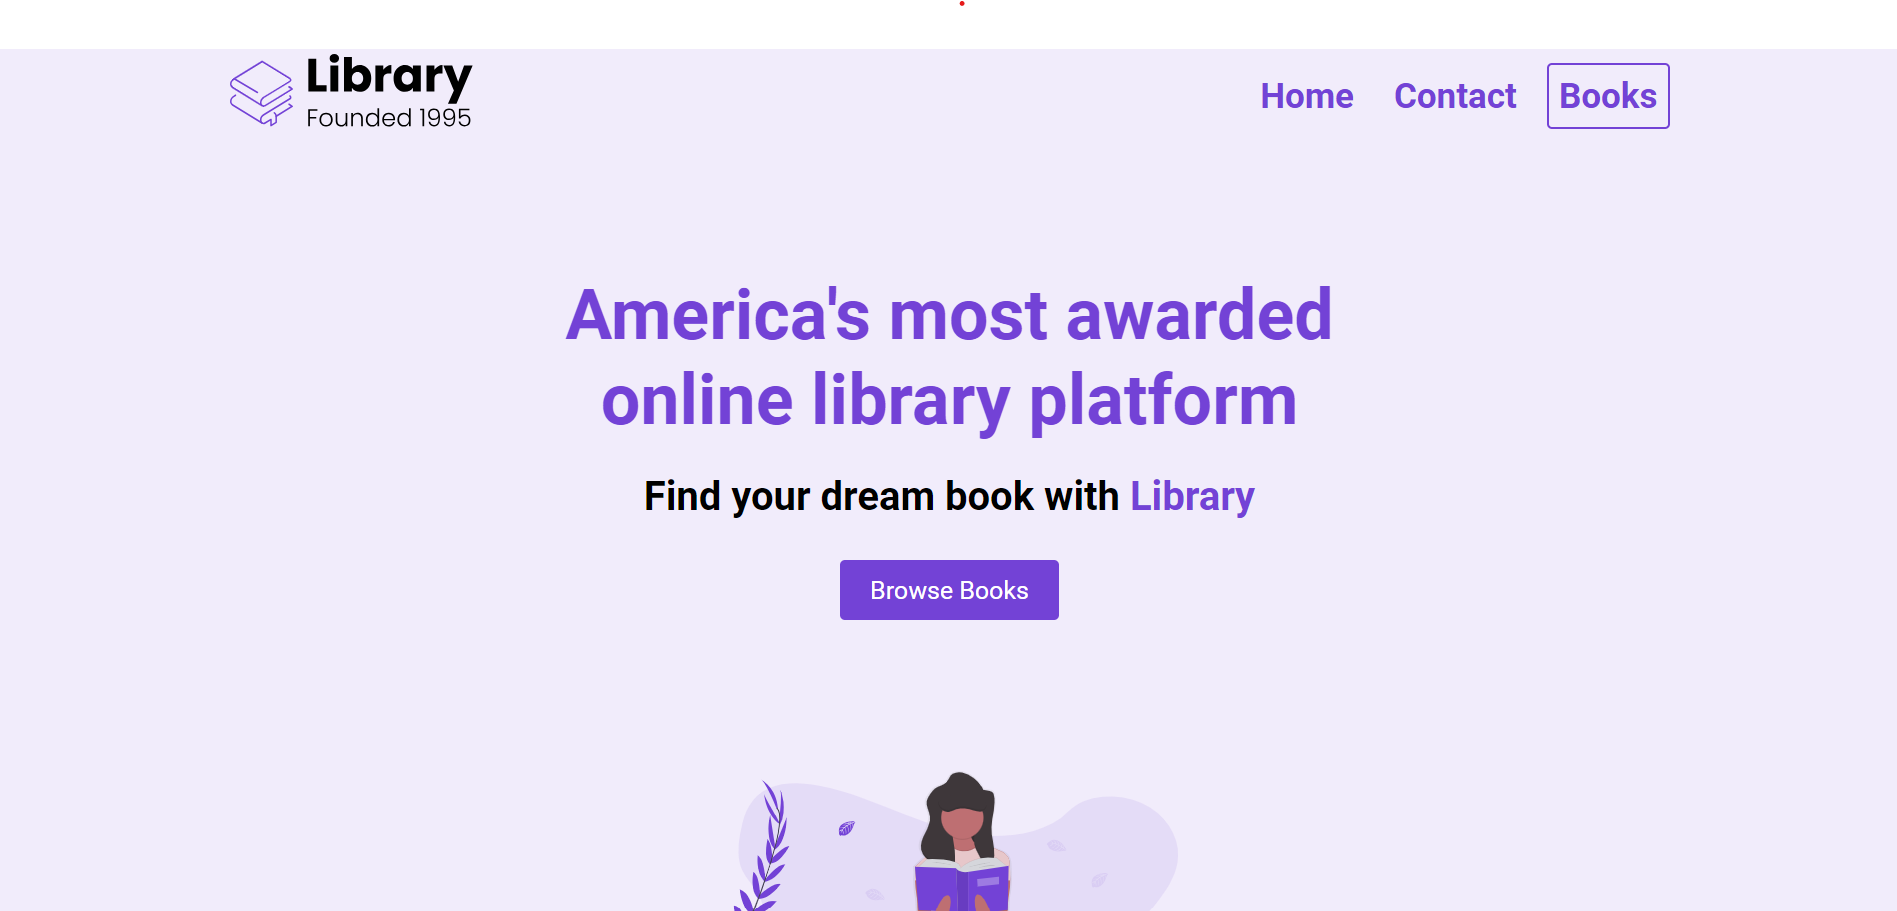 Library
Founded 1995
Home Contact Books
America's most awarded
online library platform
Find your dream book with Library
Browse Books